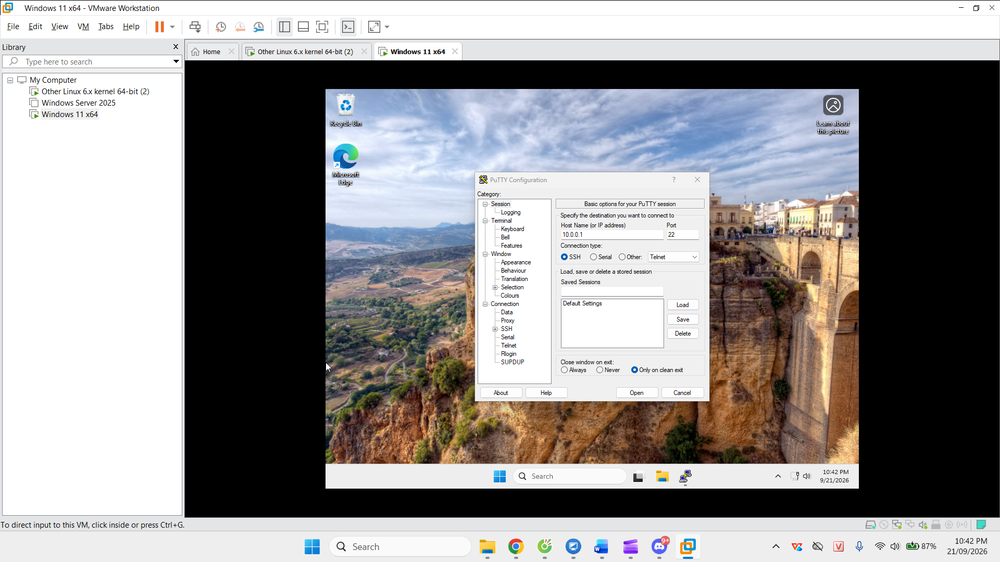 Windows 11 x64 - VMware Workstation
File Edit View VM Tabs Help
Library
Type here to search
My Computer
Other Linux 6.x kernel 64-bit (2)
Windows Server 2025
Windows 11 x64
Home
Other Linux 6.x kernel 64-bit (2)
Windows 11 x64
Recycle Bin
Microsoft
Edge
Learn about
this picture
PuTTY Configuration
Category:
Session
Logging
Terminal
Keyboard
Bell
Features
Window
Appearance
Behaviour
Translation
Selection
Colours
Connection
Data
Proxy
SSH
Serial
Telnet
Rlogin
SUPDUP
Basic options for your PuTTY session
Specify the destination you want to connect to
Host Name (or IP address) Port
10.0.0.1 22
Connection type:
SSH Serial Other: Telnet
Load, save or delete a stored session
Saved Sessions
Default Settings
Load
Save
Delete
Close window on exit:
Always Never Only on clean exit
About Help Open Cancel
Search
10:42 PM
9/21/2026
To direct input to this VM, click inside or press Ctrl+G.
Search
9+
87%
10:42 PM
21/09/2026